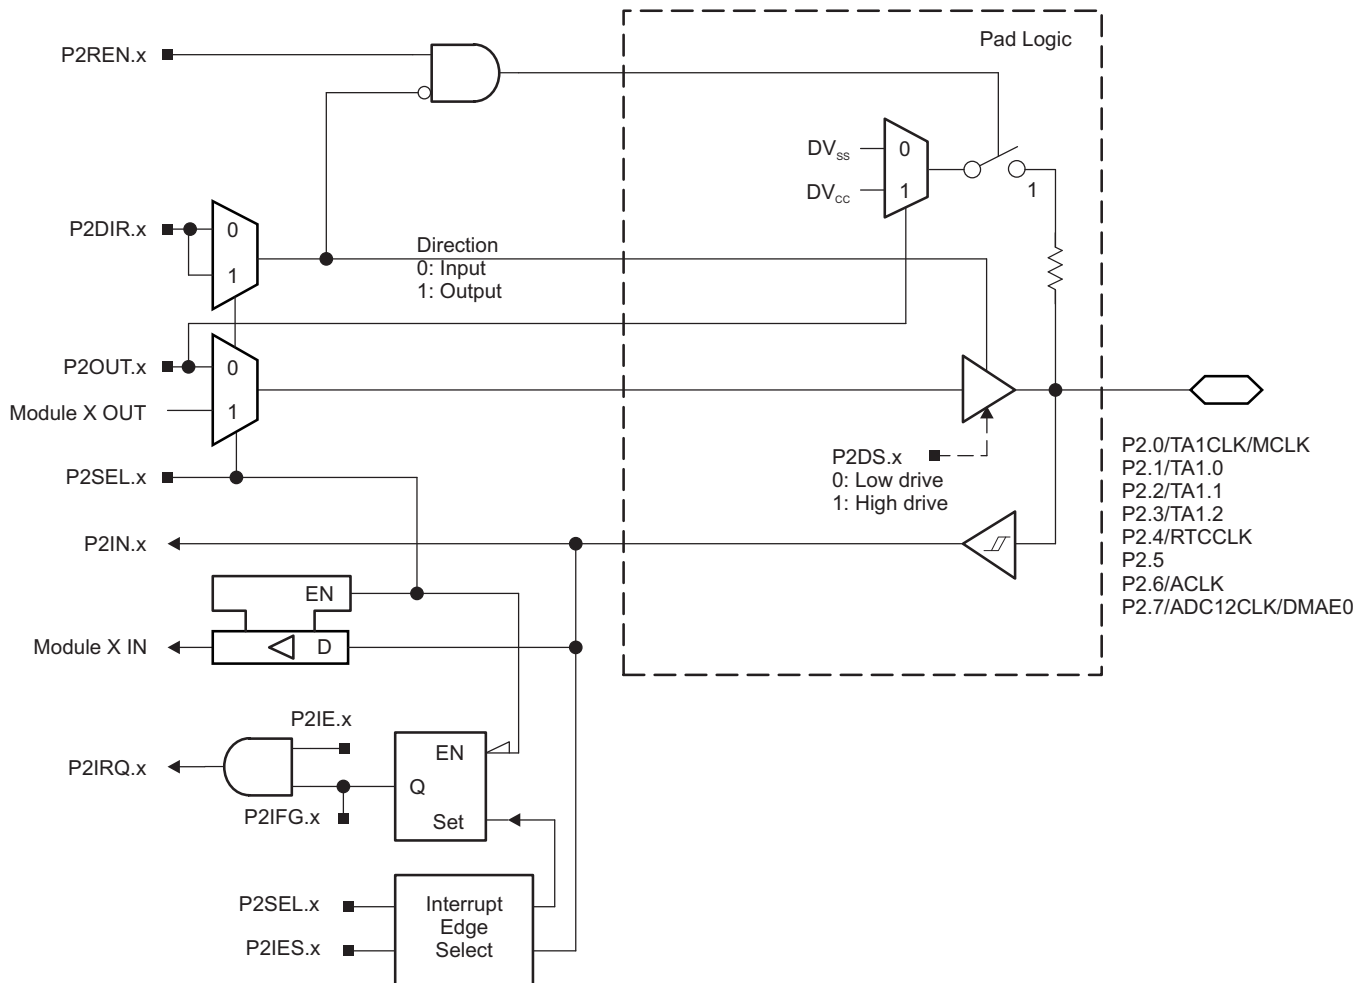 Pad Logic
P2REN.x
DVSS
0
DVCC
1
1
P2DIR.x
0
1
Direction
0: Input
1: Output
P2OUT.x
0
Module X OUT
1
P2SEL.x
P2DS.x
0: Low drive
1: High drive
P2.0/TA1CLK/MCLK
P2.1/TA1.0
P2.2/TA1.1
P2.3/TA1.2
P2.4/RTCCLK
P2.5
P2.6/ACLK
P2.7/ADC12CLK/DMAE0
P2IN.x
EN
Module X IN
D
P2IE.x
P2IRQ.x
P2IFG.x
EN
Q
Set
P2SEL.x
P2IES.x
Interrupt
Edge
Select